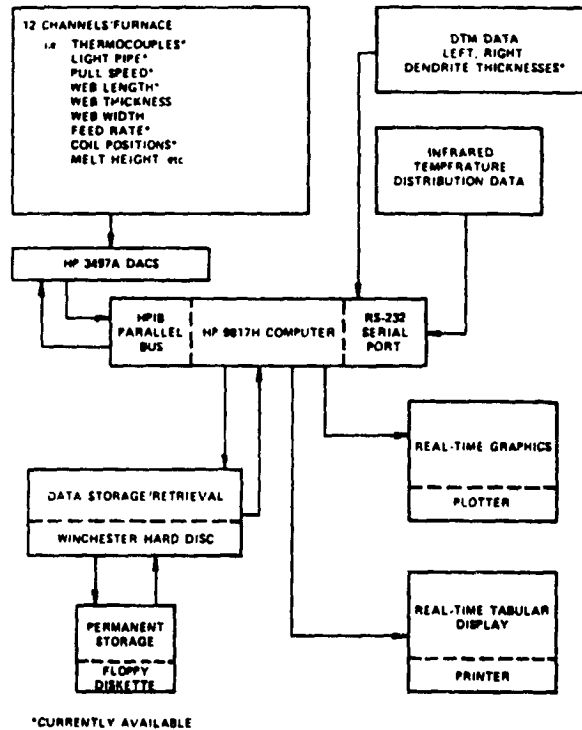 12 CHANNELS/FURNACE
i.e THERMOCOUPLES*
LIGHT PIPE*
PULL SPEED*
WEB LENGTH*
WEB THICKNESS
WEB WIDTH
FEED RATE*
COIL POSITIONS*
MELT HEIGHT etc
DTM DATA
LEFT, RIGHT
DENDRITE THICKNESSES*
INFRARED
TEMPERATURE
DISTRIBUTION DATA
HP 3497A DACS
HPIB
PARALLEL
BUS
HP 9817H COMPUTER
RS-232
SERIAL
PORT
DATA STORAGE/RETRIEVAL
WINCHESTER HARD DISC
REAL-TIME GRAPHICS
PLOTTER
PERMANENT
STORAGE
FLOPPY
DISKETTE
REAL-TIME TABULAR
DISPLAY
PRINTER
*CURRENTLY AVAILABLE